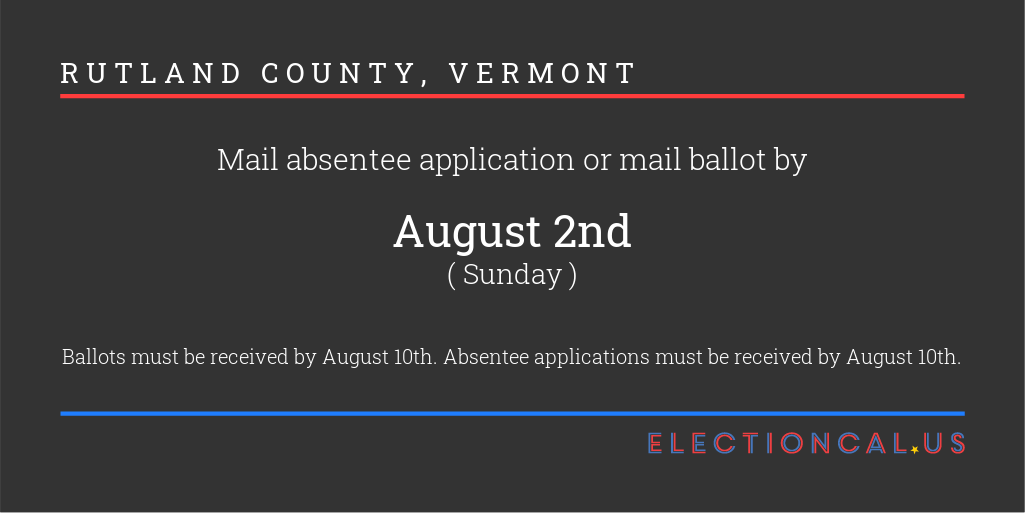 RUTLAND COUNTY, VERMONT
Mail absentee application or mail ballot by
August 2nd
( Sunday )
Ballots must be received by August 10th. Absentee applications must be received by August 10th.
ELECTIONCAL.US